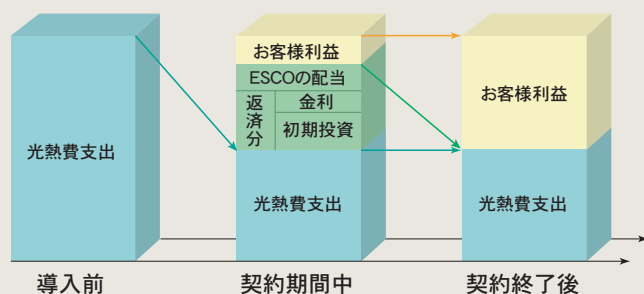 光熱費支出
お客様利益
ESCOの配当
返済分
金利
初期投資
光熱費支出
お客様利益
光熱費支出
導入前
契約期間中
契約終了後